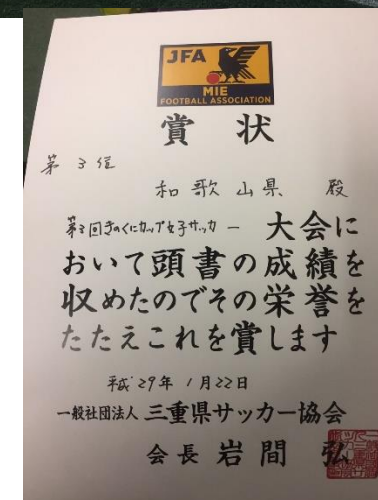 JFA
MIE
FOOTBALL ASSOCIATION
賞状
第3位
和歌山県 殿
第3回きのくにカップ女子サッカー 大会に
おいて頭書の成績を
収めたのでその栄誉を
たたえこれを賞します
平成29年1月22日
一般社団法人 三重県サッカー協会
会長 岩間 弘